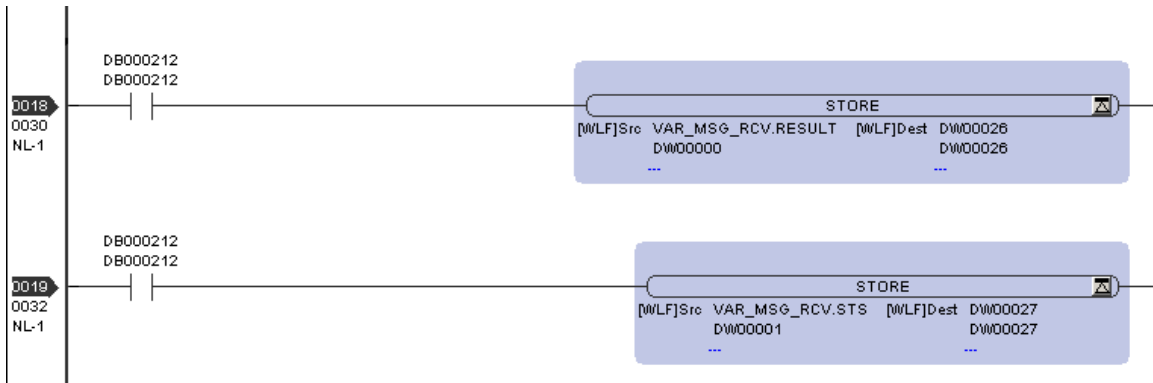 DB000212
DB000212
0018
0030
NL-1
STORE
[WLF]Src VAR_MSG_RCV.RESULT [WLF]Dest DW00026
DW00000 DW00026
--- ---
DB000212
DB000212
0019
0032
NL-1
STORE
[WLF]Src VAR_MSG_RCV.STS [WLF]Dest DW00027
DW00001 DW00027
--- ---